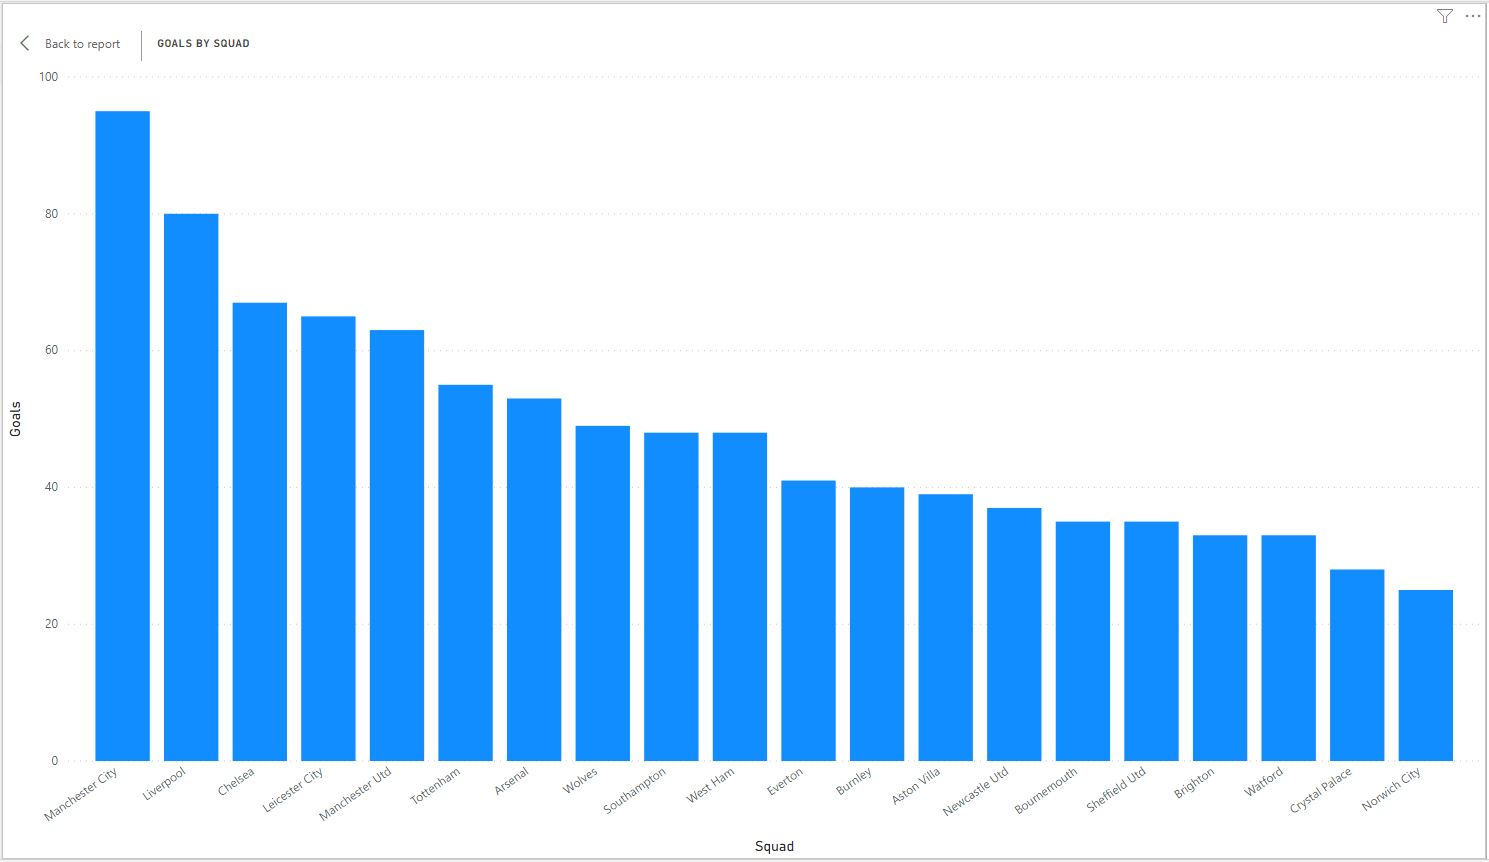 Back to report
GOALS BY SQUAD
100
80
60
40
20
0
Goals
Manchester City
Liverpool
Chelsea
Leicester City
Manchester Utd
Tottenham
Arsenal
Wolves
Southampton
West Ham
Everton
Burnley
Aston Villa
Newcastle Utd
Bournemouth
Sheffield Utd
Brighton
Watford
Crystal Palace
Norwich City
Squad